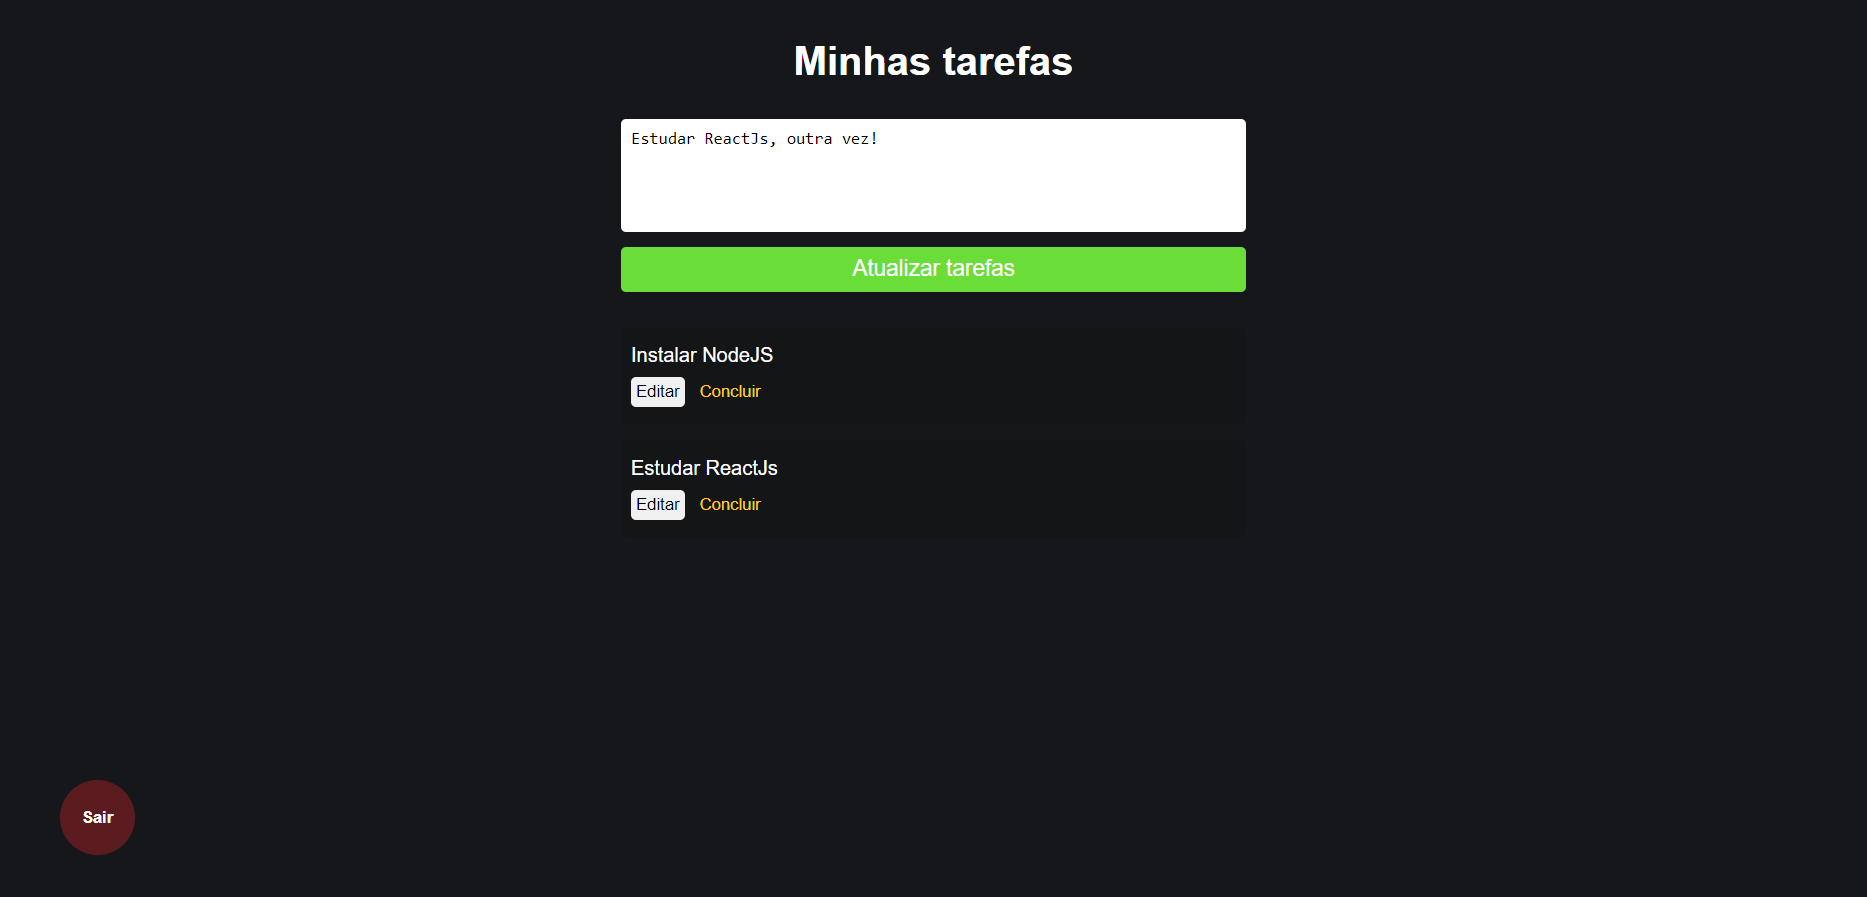 Minhas tarefas
Estudar ReactJs, outra vez!
Atualizar tarefas
Instalar NodeJS
Editar Concluir
Estudar ReactJs
Editar Concluir
Sair